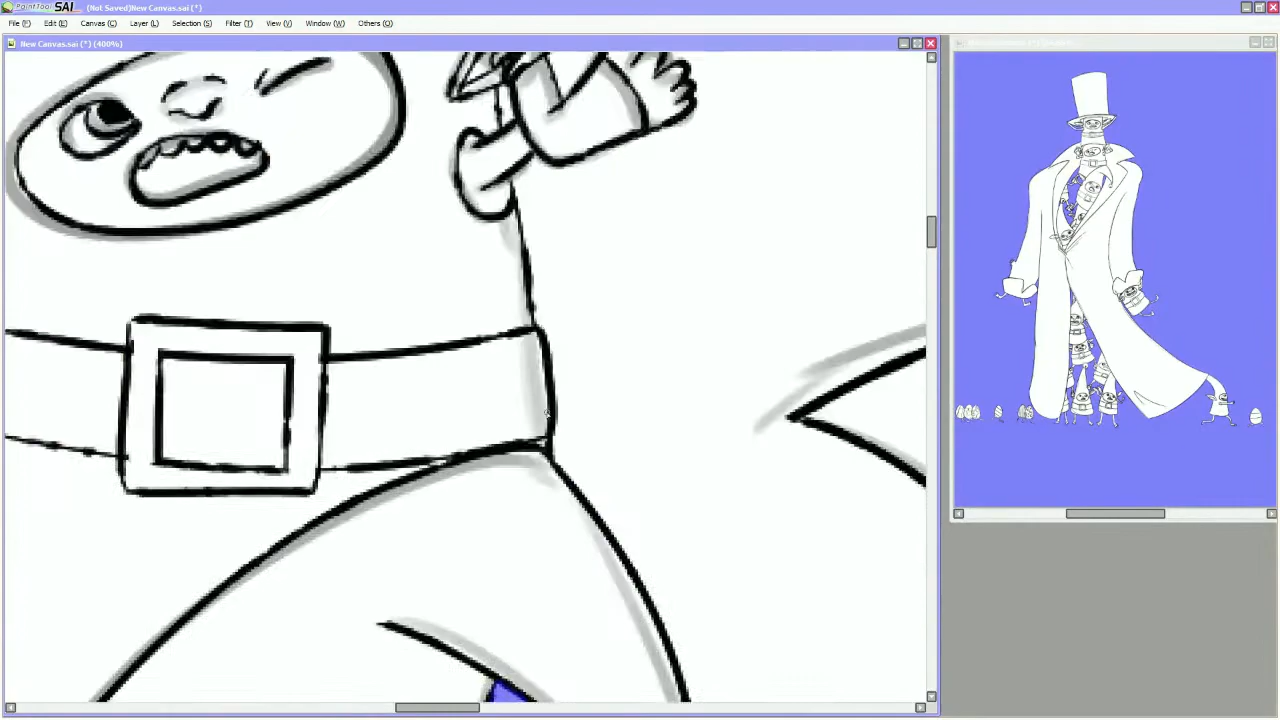 PaintTool SAI (Not Saved)New Canvas.sai (*)
File (F) Edit (E) Canvas (C) Layer (L) Selection (S) Filter (T) View (V) Window (W) Others (O)
New Canvas.sai (*) (400%)